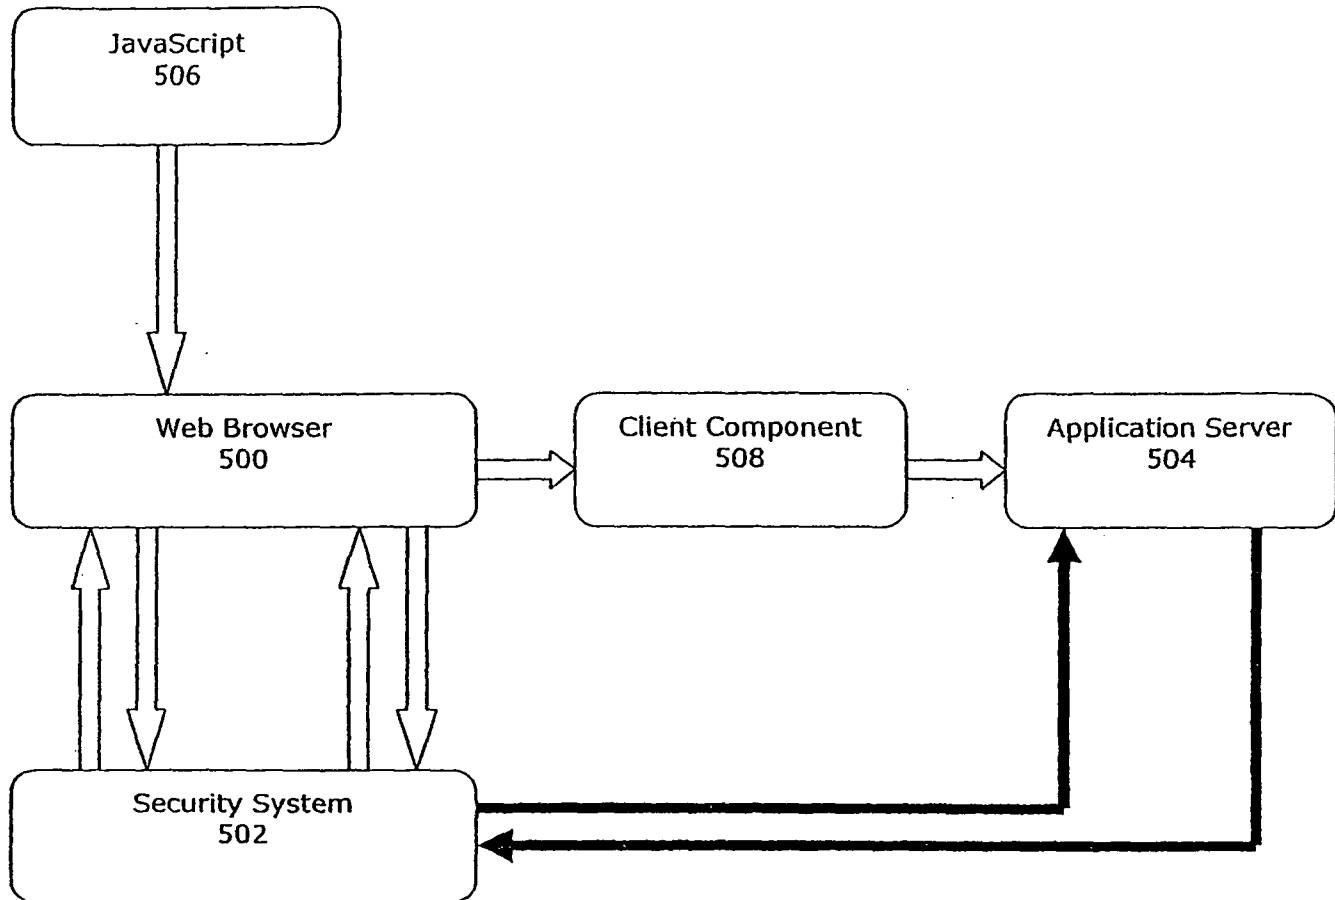 JavaScript
506
Web Browser
500
Client Component
508
Application Server
504
Security System
502